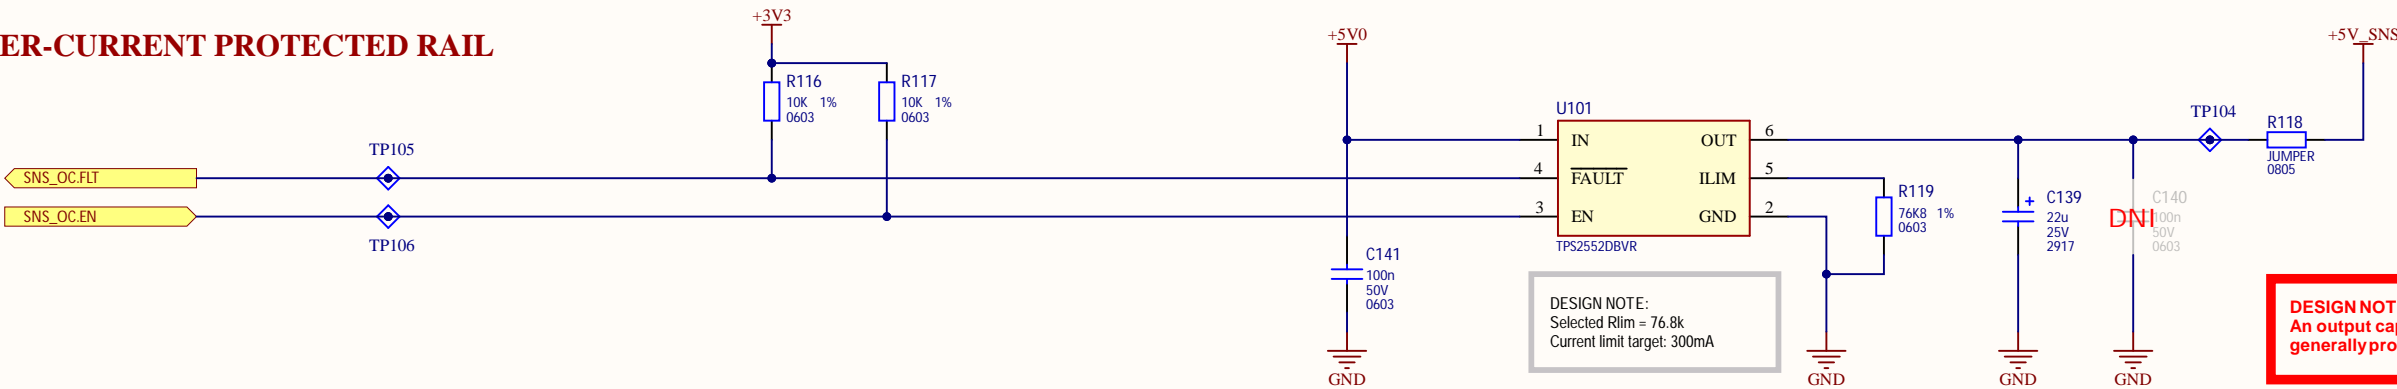 ER-CURRENT PROTECTED RAIL
+3V3
R116
10K 1%
0603
R117
10K 1%
0603
TP105
SNS_OC.FLT
SNS_OC.EN
TP106
+5V0
C141
100n
50V
0603
GND
U101
1 IN
4 FAULT
3 EN
OUT 6
ILIM 5
GND 2
TPS2552DBVR
DESIGN NOTE:
Selected Rlim = 76.8k
Current limit target: 300mA
R119
76K8 1%
0603
GND
C139
+
22u
25V
2917
GND
C140
DNI
100n
50V
0603
GND
TP104
R118
JUMPER
0805
+5V_SNS
DESIGN NOT
An output cap
generally pro